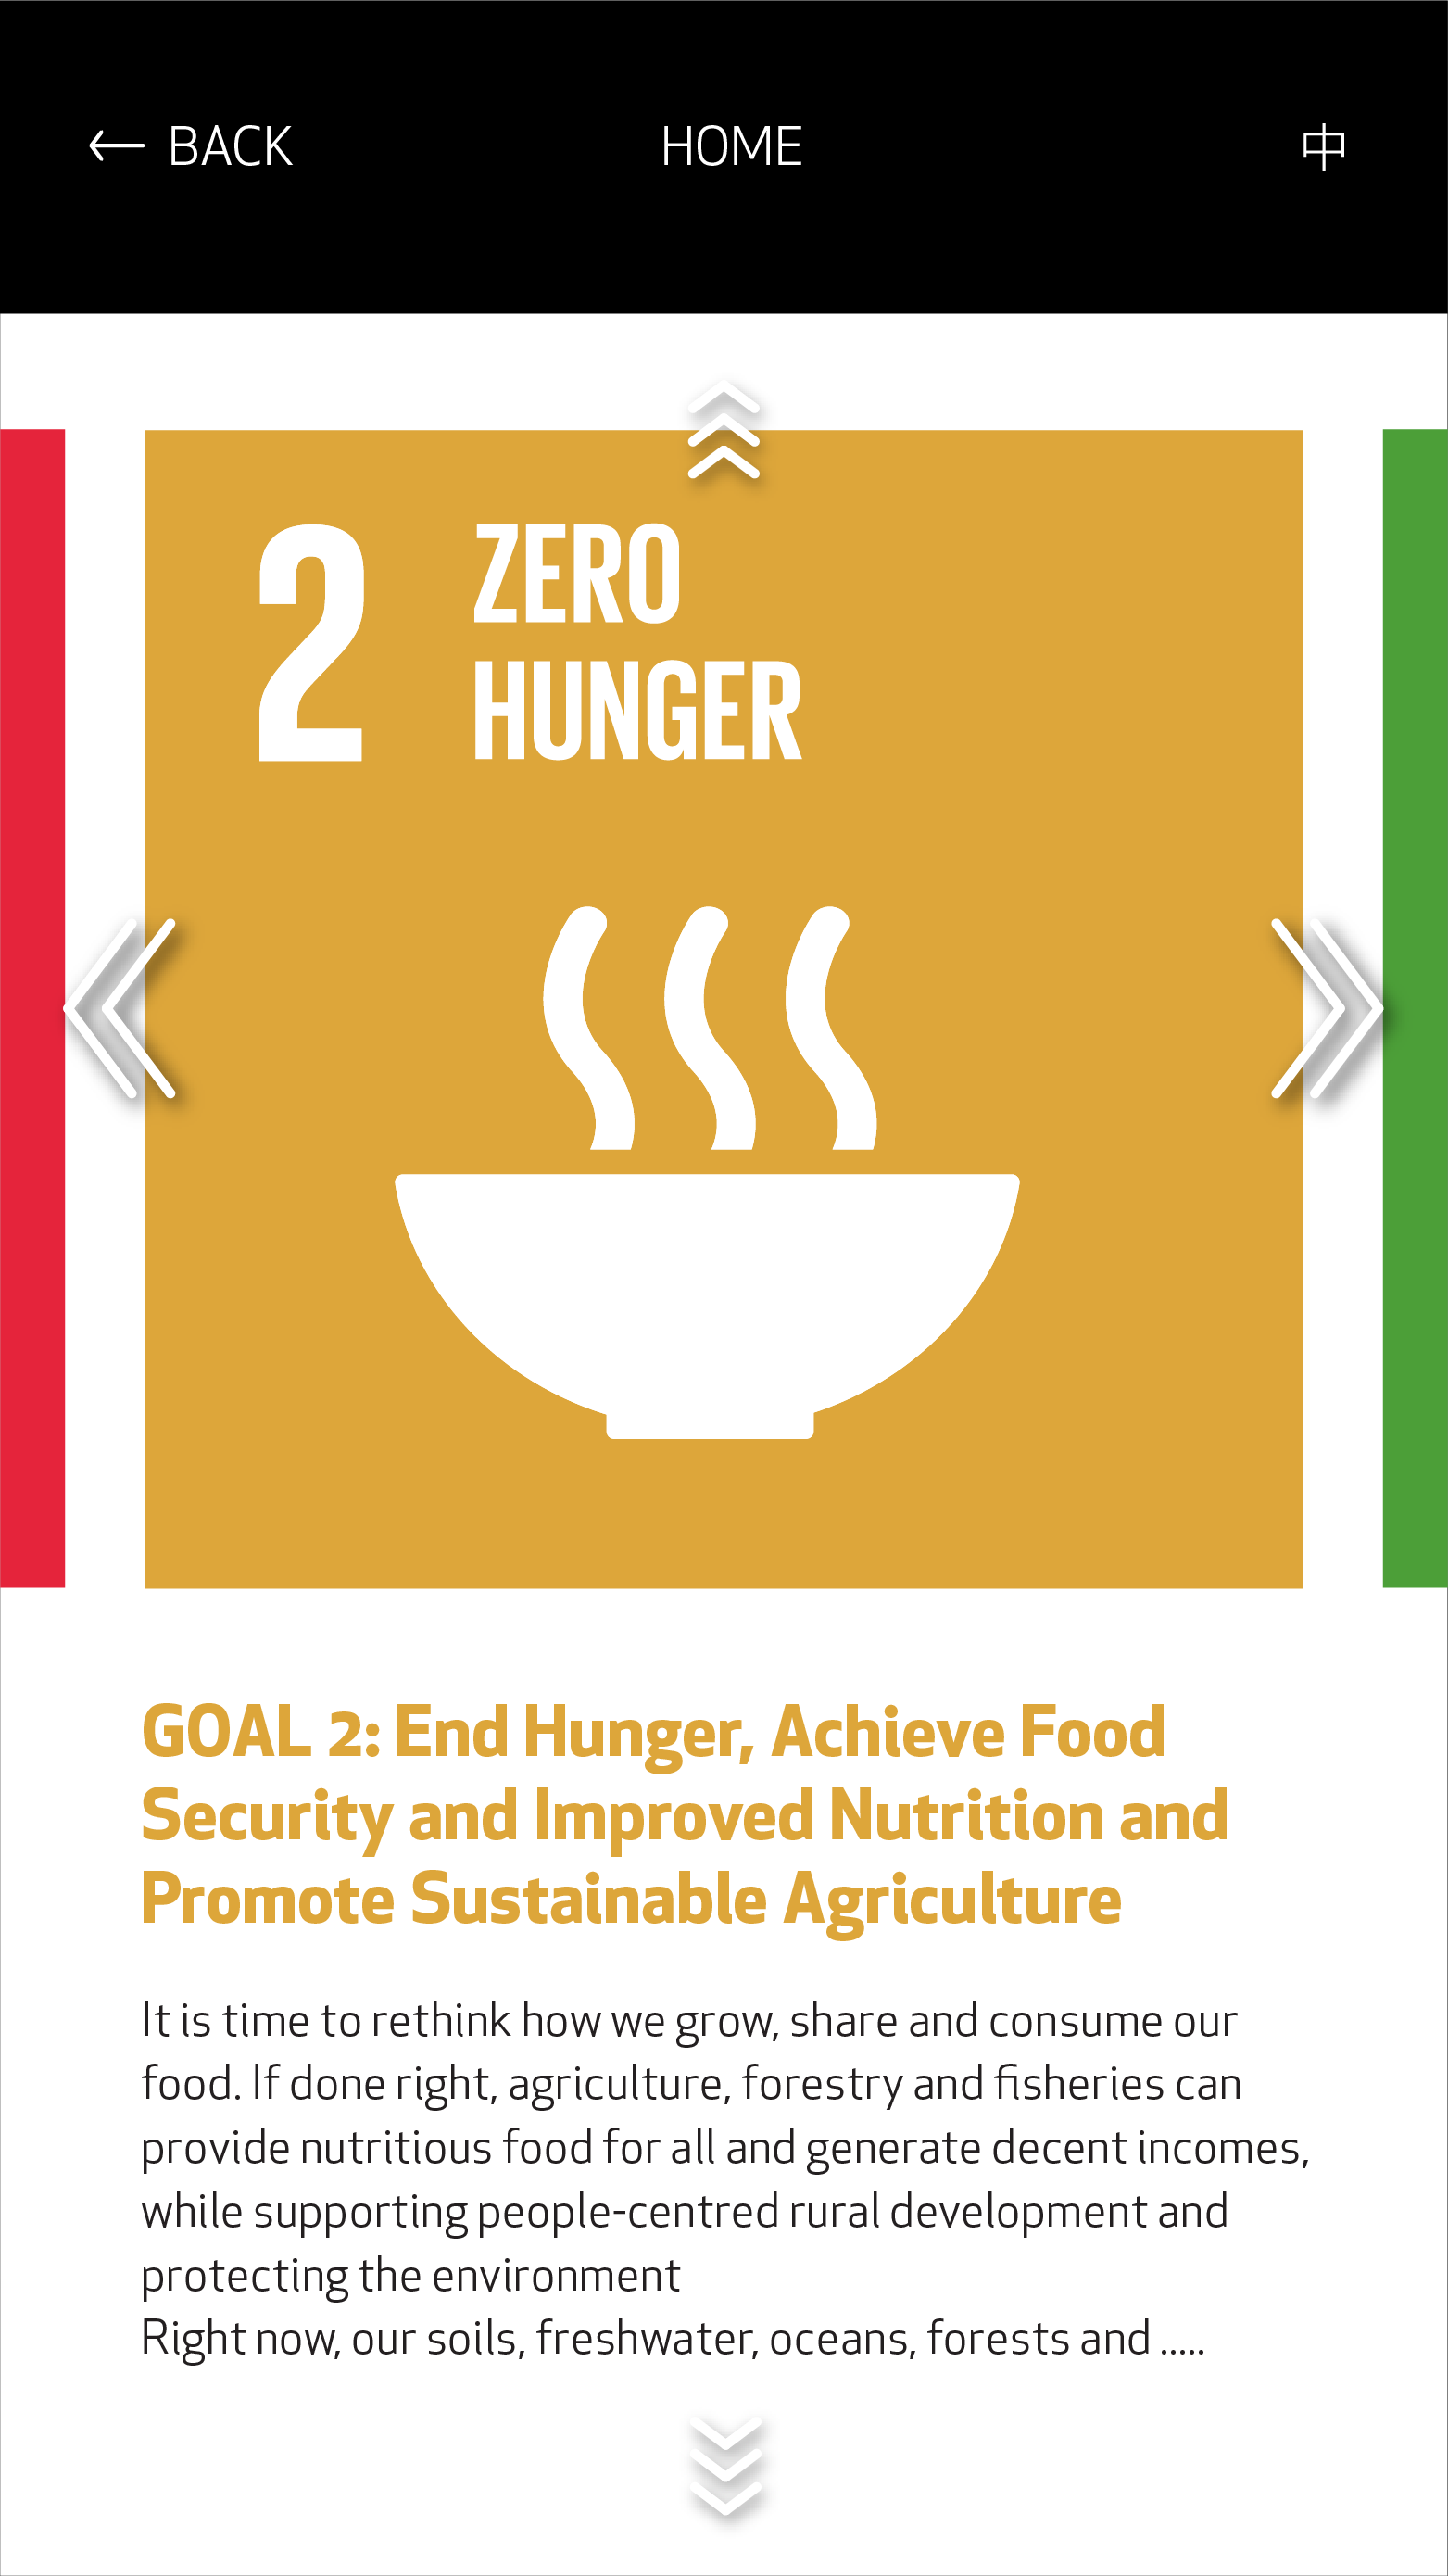 ← BACK HOME 中
2 ZERO
HUNGER
GOAL 2: End Hunger, Achieve Food
Security and Improved Nutrition and
Promote Sustainable Agriculture
It is time to rethink how we grow, share and consume our
food. If done right, agriculture, forestry and fisheries can
provide nutritious food for all and generate decent incomes,
while supporting people-centred rural development and
protecting the environment
Right now, our soils, freshwater, oceans, forests and .....